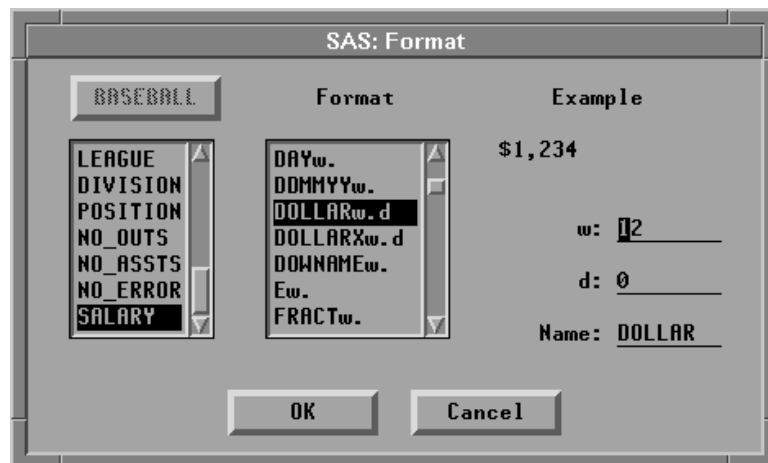 SAS: Format
BASEBALL
Format
Example
LEAGUE
DIVISION
POSITION
NO_OUTS
NO_ASSTS
NO_ERROR
SALARY
DAYw.
DDMMYYw.
DOLLARw.d
DOLLARXw.d
DOWNAMEw.
Ew.
FRACTw.
$1,234
w: 12
d: 0
Name: DOLLAR
OK
Cancel